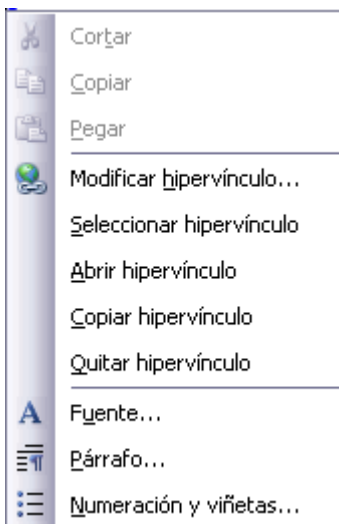 Cortar
Copiar
Pegar
Modificar hipervínculo...
Seleccionar hipervínculo
Abrir hipervínculo
Copiar hipervínculo
Quitar hipervínculo
Fuente...
Párrafo...
Numeración y viñetas...